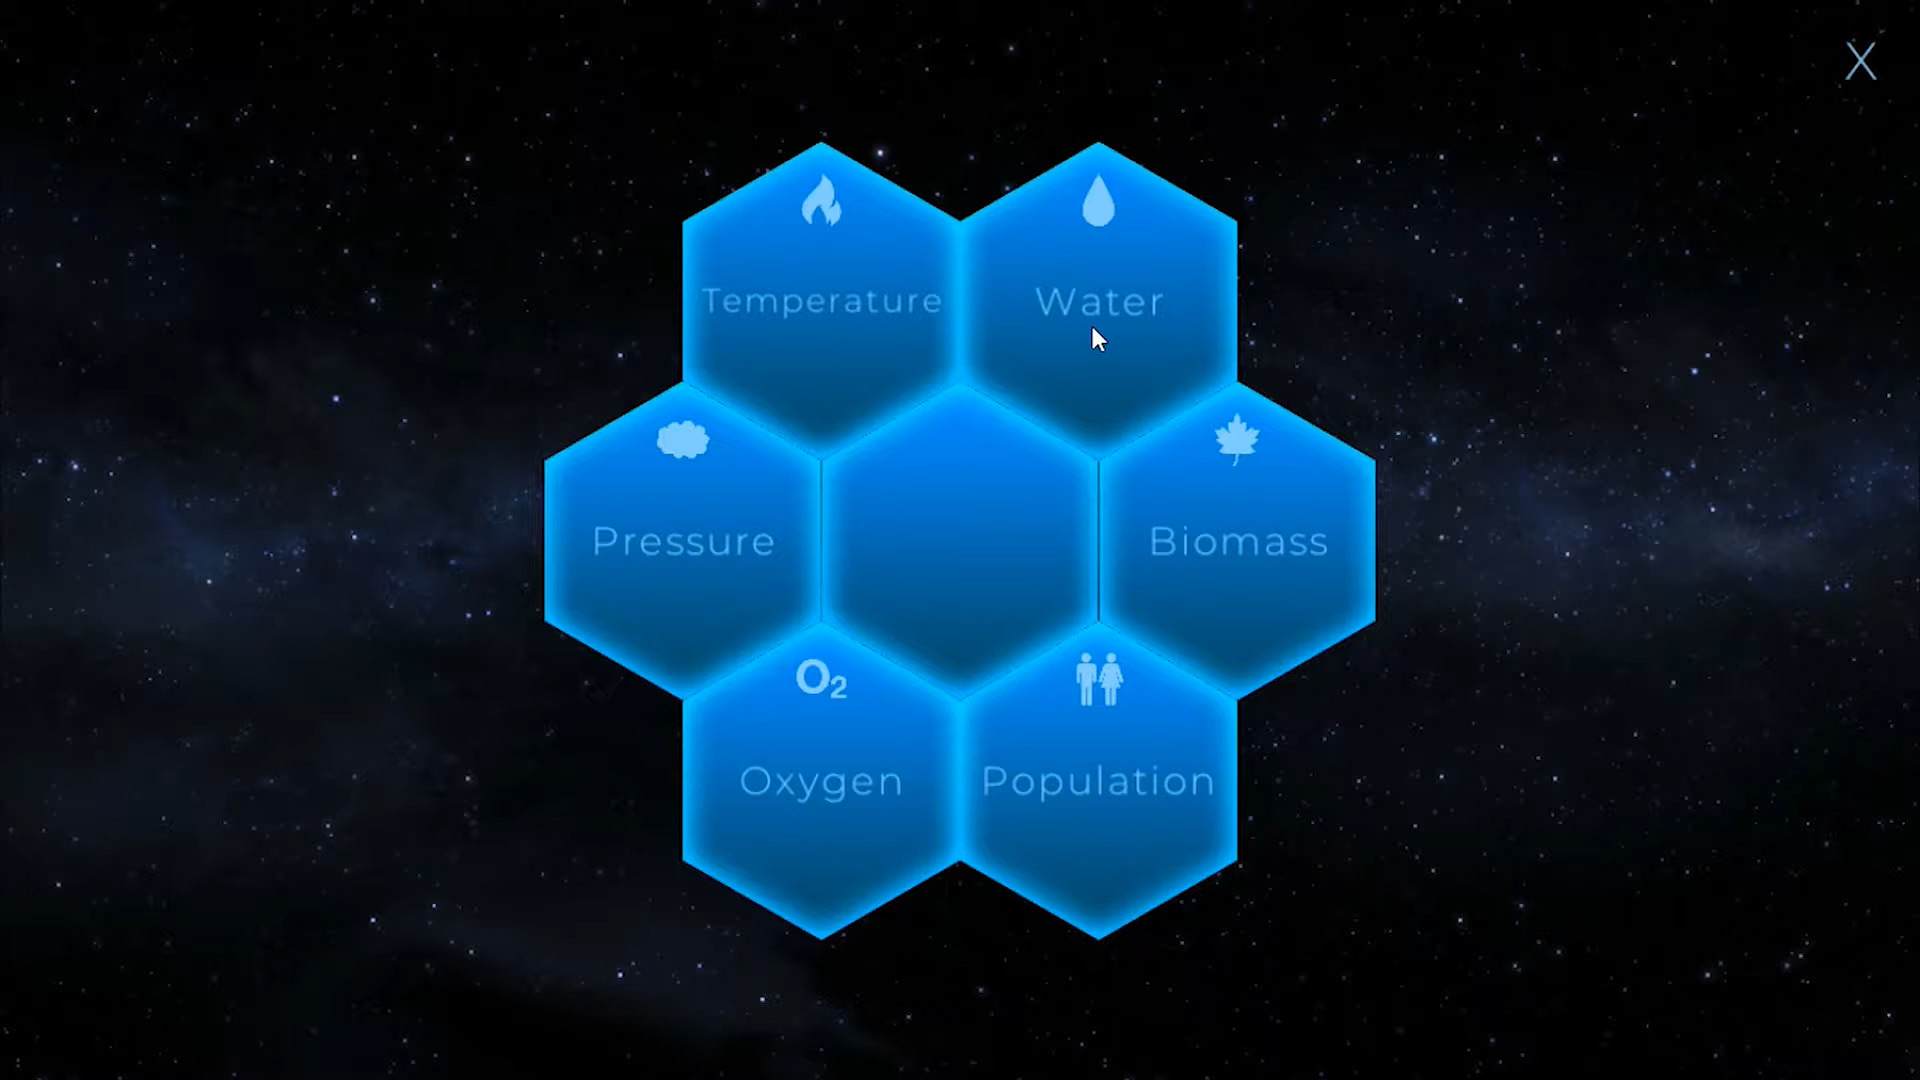 X
Temperature
Water
Pressure
Biomass
O₂
Oxygen
Population